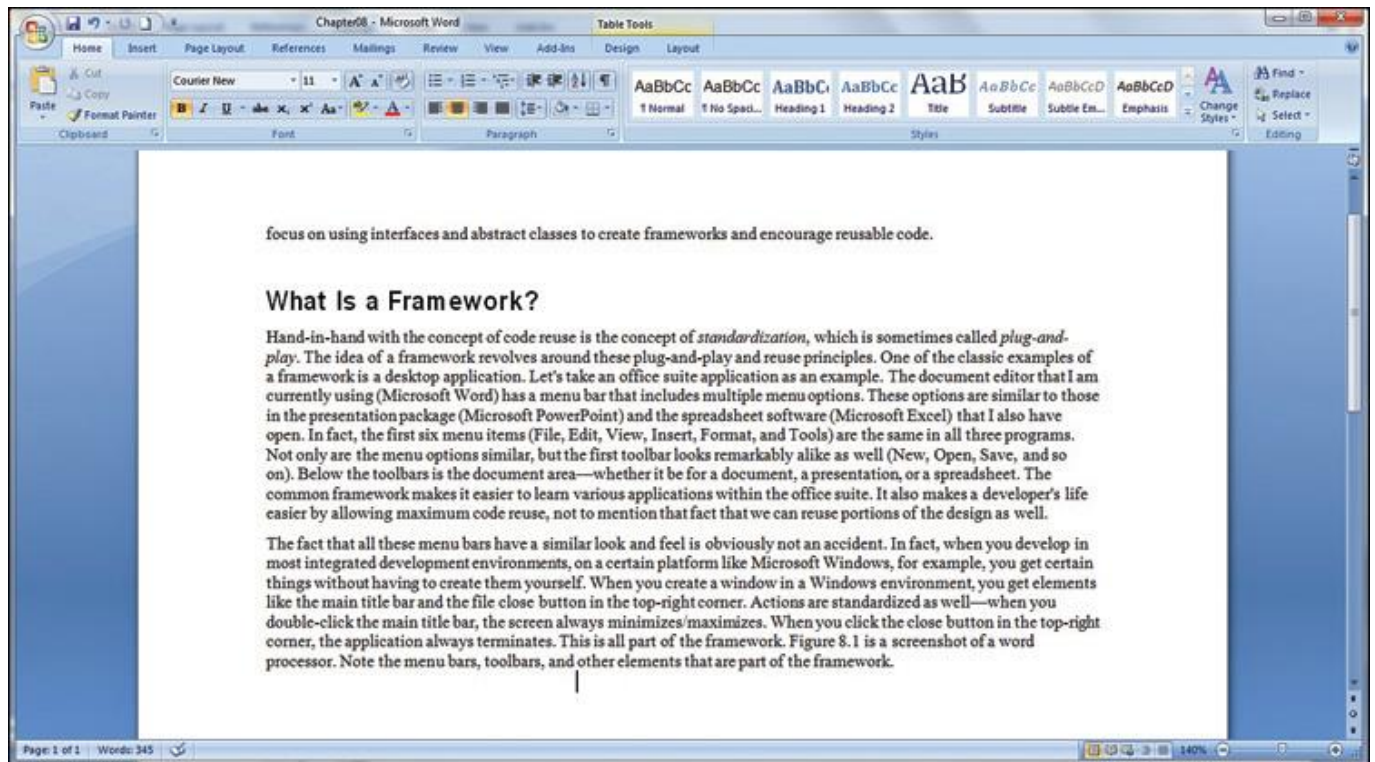 Chapter08 - Microsoft Word
Table Tools
Home Insert Page Layout References Mailings Review View Add-Ins Design Layout
Paste
Cut
Copy
Format Painter
Clipboard
Courier New 11
Font
Paragraph
AaBbCc AaBbCc AaBbC AaBbCc AaB AaBbCc AaBbCcD AaBbCcD
1 Normal 1 No Spaci... Heading 1 Heading 2 Title Subtitle Subtle Em... Emphasis
Change
Styles
Styles
Find
Replace
Select
Editing
focus on using interfaces and abstract classes to create frameworks and encourage reusable code.
What Is a Framework?
Hand-in-hand with the concept of code reuse is the concept of standardization, which is sometimes called plug-and-
play. The idea of a framework revolves around these plug-and-play and reuse principles. One of the classic examples of
a framework is a desktop application. Let's take an office suite application as an example. The document editor that I am
currently using (Microsoft Word) has a menu bar that includes multiple menu options. These options are similar to those
in the presentation package (Microsoft PowerPoint) and the spreadsheet software (Microsoft Excel) that I also have
open. In fact, the first six menu items (File, Edit, View, Insert, Format, and Tools) are the same in all three programs.
Not only are the menu options similar, but the first toolbar looks remarkably alike as well (New, Open, Save, and so
on). Below the toolbars is the document area—whether it be for a document, a presentation, or a spreadsheet. The
common framework makes it easier to learn various applications within the office suite. It also makes a developer's life
easier by allowing maximum code reuse, not to mention that fact that we can reuse portions of the design as well.
The fact that all these menu bars have a similar look and feel is obviously not an accident. In fact, when you develop in
most integrated development environments, on a certain platform like Microsoft Windows, for example, you get certain
things without having to create them yourself. When you create a window in a Windows environment, you get elements
like the main title bar and the file close button in the top-right corner. Actions are standardized as well—when you
double-click the main title bar, the screen always minimizes/maximizes. When you click the close button in the top-right
corner, the application always terminates. This is all part of the framework. Figure 8.1 is a screenshot of a word
processor. Note the menu bars, toolbars, and other elements that are part of the framework.
Page: 1 of 1 Words: 345 140%